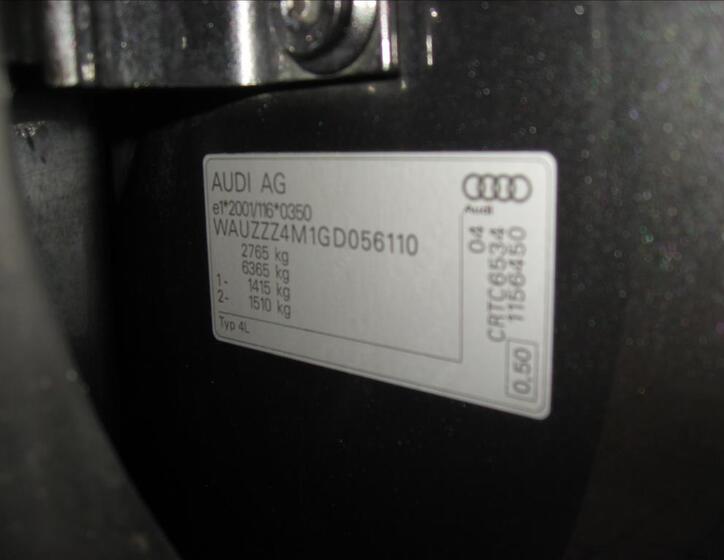 AUDI AG
e1*2001/116*0350
WAUZZZ4M1GD056110
2765 kg
6365 kg
1- 1415 kg
2- 1510 kg
Typ 4L
Audi
04
CRTC6534
1156450
0.50